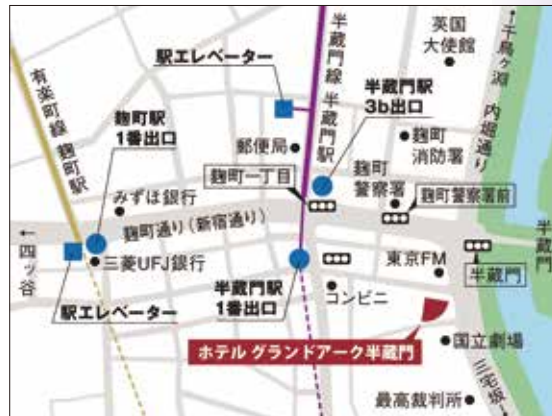 英国
大使館
←千鳥ヶ淵
内堀通り
駅エレベーター
半蔵門線 半蔵門駅
半蔵門駅
3b出口
有楽町線 麹町駅
麹町駅
1番出口
郵便局
麹町
消防署
麹町一丁目
麹町
警察署
麹町警察署前
みずほ銀行
麹町通り(新宿通り)
←四ッ谷
三菱UFJ銀行
半蔵門駅
1番出口
東京FM
半蔵門
半蔵門
駅エレベーター
コンビニ
ホテル グランドアーク半蔵門
国立劇場
三宅坂→
最高裁判所